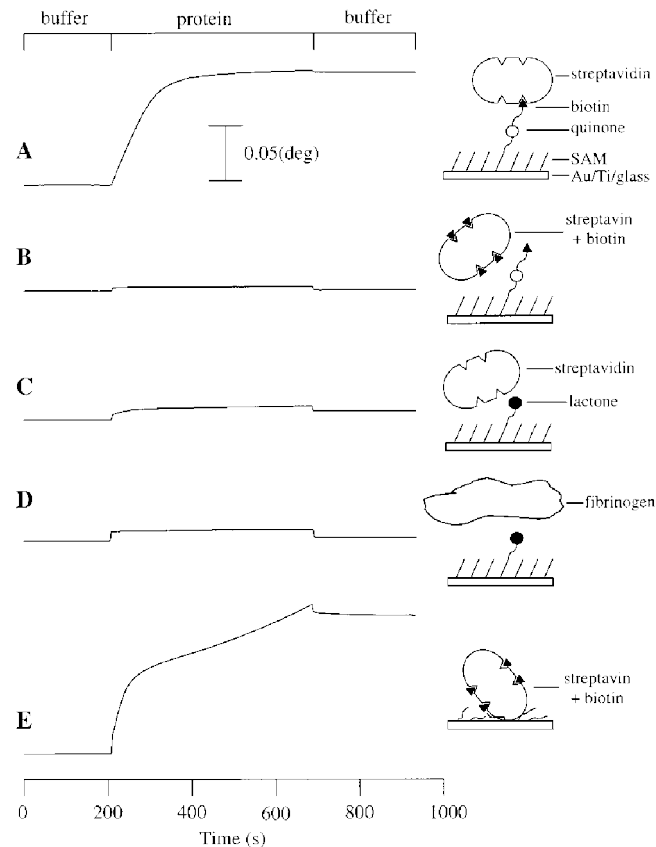 buffer protein buffer
A
0.05(deg)
streptavidin
biotin
quinone
SAM
Au/Ti/glass
B
streptavin
+ biotin
C
streptavidin
lactone
D
fibrinogen
E
streptavin
+ biotin
0 200 400 600 800 1000
Time (s)